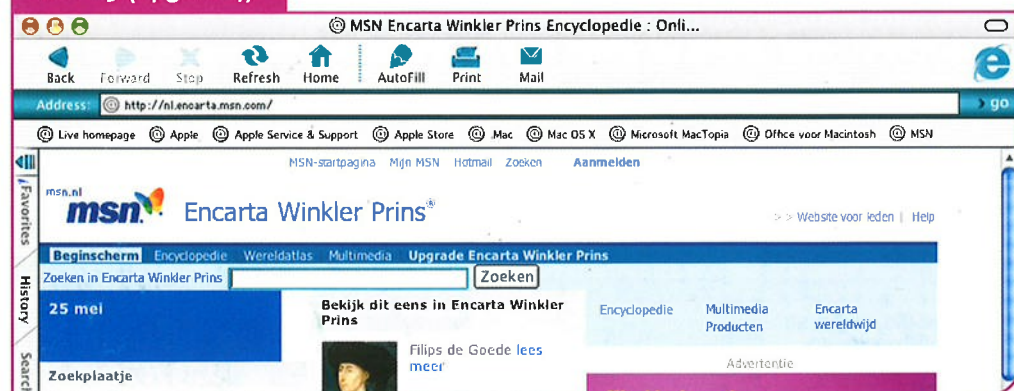 MSN Encarta Winkler Prins Encyclopedie : Onli...
Back Forward Stop Refresh Home AutoFill Print Mail
Address: http://nl.encarta.msn.com/ go
Live homepage Apple Apple Service & Support Apple Store .Mac Mac OS X Microsoft MacTopia Office voor Macintosh MSN
MSN-startpagina Mijn MSN Hotmail Zoeken Aanmelden
Favorites
History
Search
msn.nl
msn. Encarta Winkler Prins®
>> Website voor leden | Help
Beginscherm Encyclopedie Wereldatlas Multimedia Upgrade Encarta Winkler Prins
Zoeken in Encarta Winkler Prins Zoeken
25 mei
Zoekplaatje
Bekijk dit eens in Encarta Winkler
Prins
Filips de Goede lees
meer
Encyclopedie
Multimedia
Producten
Encarta
wereldwijd
Advertentie